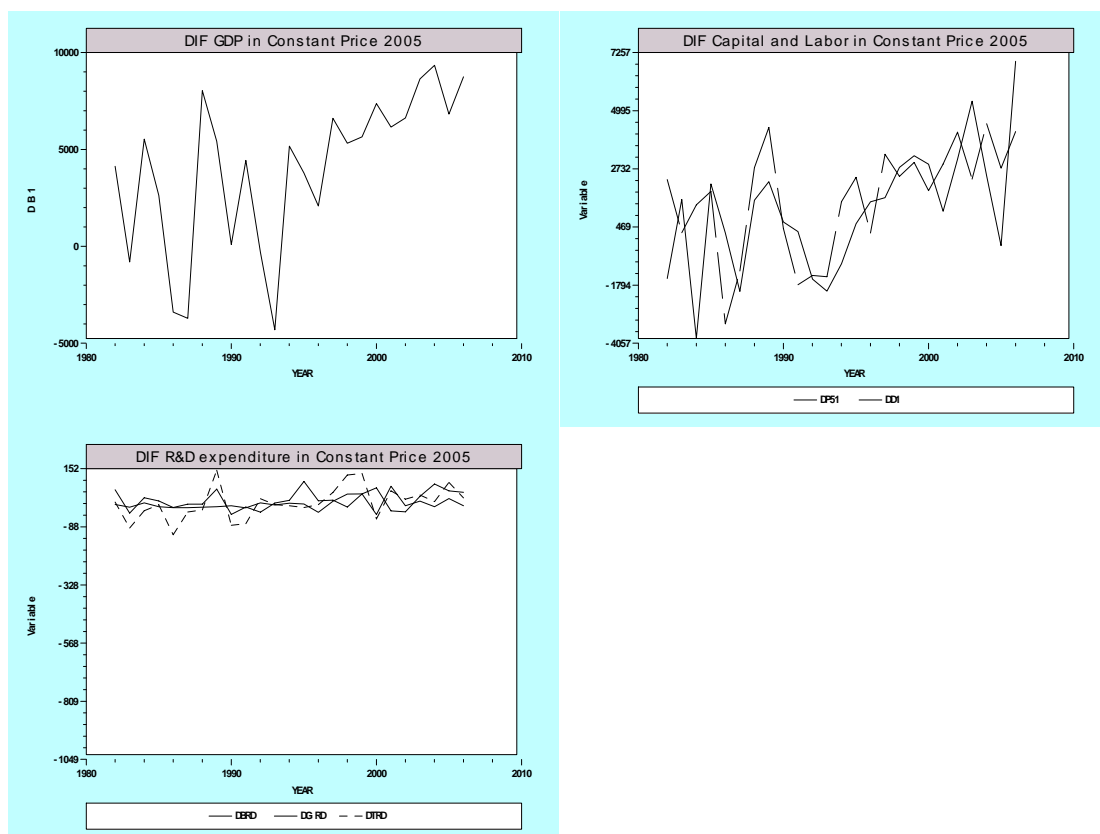 DIF GDP in Constant Price 2005
10000
5000
0
-5000
DB1
1980
1990
2000
2010
YEAR
DIF Capital and Labor in Constant Price 2005
7257
4995
2732
469
-1794
-4057
Variable
1980
1990
2000
2010
YEAR
DP51
DD1
DIF R&D expenditure in Constant Price 2005
152
-88
-328
-568
-809
-1049
Variable
1980
1990
2000
2010
YEAR
DBRD
DGRD
DTRD